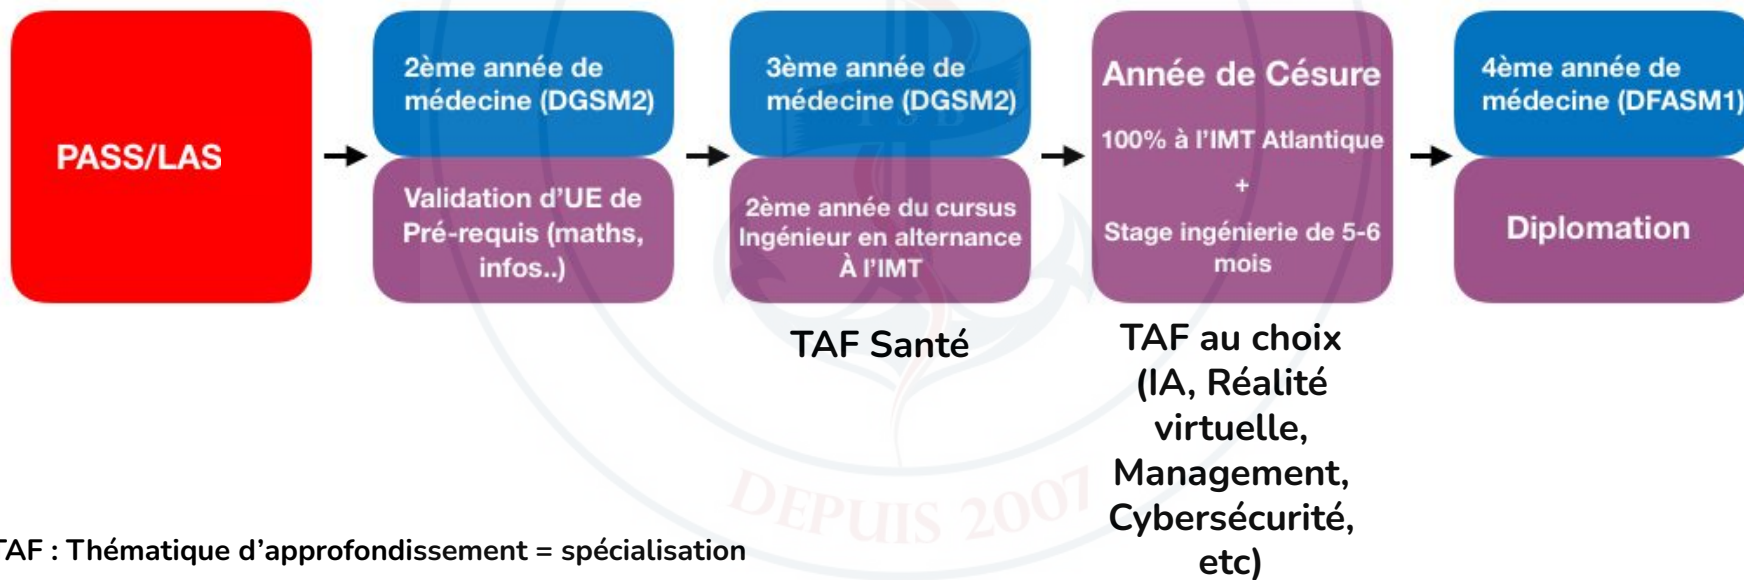 PASS/LAS
2ème année de
médecine (DGSM2)
Validation d'UE de
Pré-requis (maths,
infos..)
3ème année de
médecine (DGSM2)
2ème année du cursus
Ingénieur en alternance
À l'IMT
TAF Santé
Année de Césure
100% à l'IMT Atlantique
+
Stage ingénierie de 5-6
mois
TAF au choix
(IA, Réalité
virtuelle,
Management,
Cybersécurité,
etc)
4ème année de
médecine (DFASM1)
Diplomation
TAF : Thématique d'approfondissement = spécialisation
TSB
DEPUIS 2007